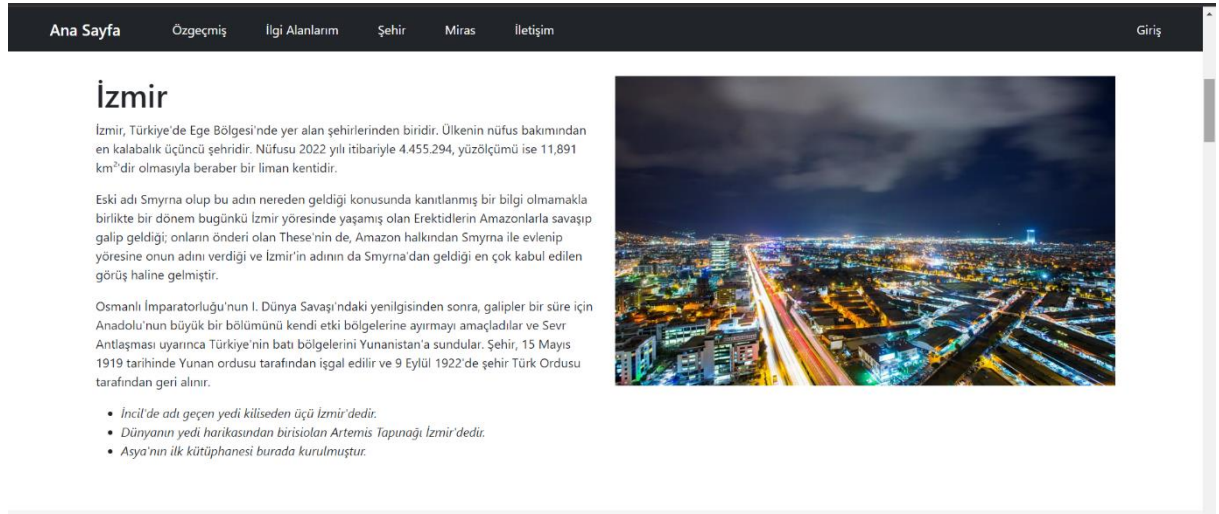 Ana Sayfa Özgeçmiş İlgi Alanlarım Şehir Miras İletişim Giriş
İzmir
İzmir, Türkiye'de Ege Bölgesi'nde yer alan şehirlerinden biridir. Ülkenin nüfus bakımından
en kalabalık üçüncü şehridir. Nüfusu 2022 yılı itibariyle 4.455.294, yüzölçümü ise 11,891
km²'dir olmasıyla beraber bir liman kentidir.
Eski adı Smyrna olup bu adın nereden geldiği konusunda kanıtlanmış bir bilgi olmamakla
birlikte bir dönem bugünkü İzmir yöresinde yaşamış olan Erektidlerin Amazonlarla savaşıp
galip geldiği; onların önderi olan These'nin de, Amazon halkından Smyrna ile evlenip
yöresine onun adını verdiği ve İzmir'in adının da Smyrna'dan geldiği en çok kabul edilen
görüş haline gelmiştir.
Osmanlı İmparatorluğu'nun I. Dünya Savaşı'ndaki yenilgisinden sonra, galipler bir süre için
Anadolu'nun büyük bir bölümünü kendi etki bölgelerine ayırmayı amaçladılar ve Sevr
Antlaşması uyarınca Türkiye'nin batı bölgelerini Yunanistan'a sundular. Şehir, 15 Mayıs
1919 tarihinde Yunan ordusu tarafından işgal edilir ve 9 Eylül 1922'de şehir Türk Ordusu
tarafından geri alınır.
• İncil'de adı geçen yedi kiliseden üçü İzmir'dedir.
• Dünyanın yedi harikasından birisiolan Artemis Tapınağı İzmir'dedir.
• Asya'nın ilk kütüphanesi burada kurulmuştur.